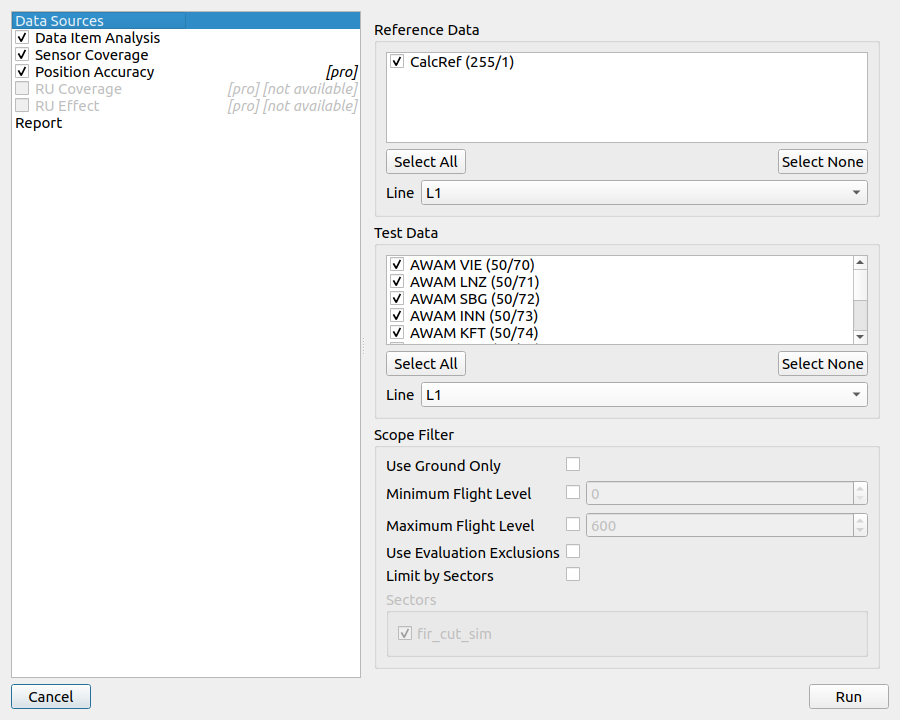 Data Sources
Data Item Analysis
Sensor Coverage
Position Accuracy [pro]
RU Coverage [pro] [not available]
RU Effect [pro] [not available]
Report
Reference Data
CalcRef (255/1)
Select All Select None
Line L1
Test Data
AWAM VIE (50/70)
AWAM LNZ (50/71)
AWAM SBG (50/72)
AWAM INN (50/73)
AWAM KFT (50/74)
Select All Select None
Line L1
Scope Filter
Use Ground Only
Minimum Flight Level 0
Maximum Flight Level 600
Use Evaluation Exclusions
Limit by Sectors
Sectors
fir_cut_sim
Cancel Run